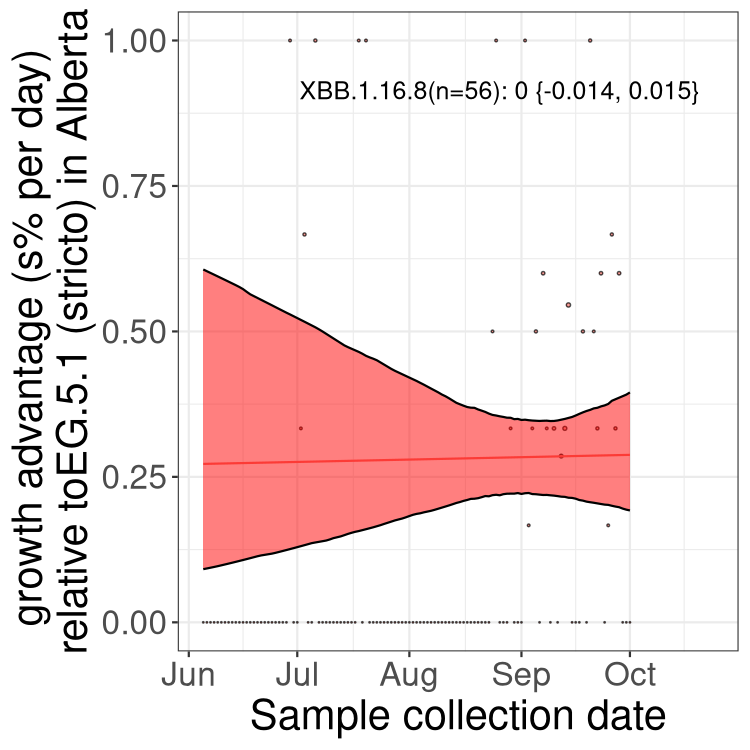 growth advantage (s% per day)
relative toEG.5.1 (stricto) in Alberta
1.00
0.75
0.50
0.25
0.00
XBB.1.16.8(n=56): 0 {-0.014, 0.015}
Jun Jul Aug Sep Oct
Sample collection date